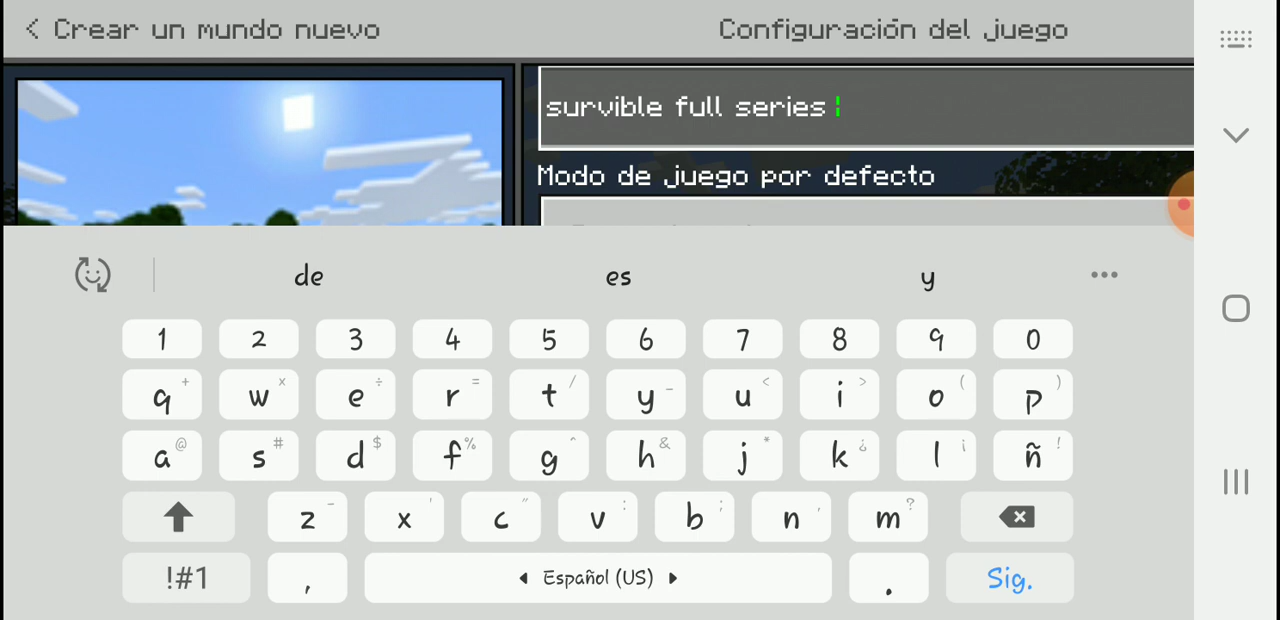 < Crear un mundo nuevo
Configuración del juego
survible full series
Modo de juego por defecto
de es y •••
1 2 3 4 5 6 7 8 9 0
q + w x e ÷ r = t / y _ u < i > o ( p )
a @ s # d $ f % g ^ h & j * k ¿ l ¡ ñ !
z - x ' c " v : b ; n , m ?
!#1 , Español (US) . Sig.